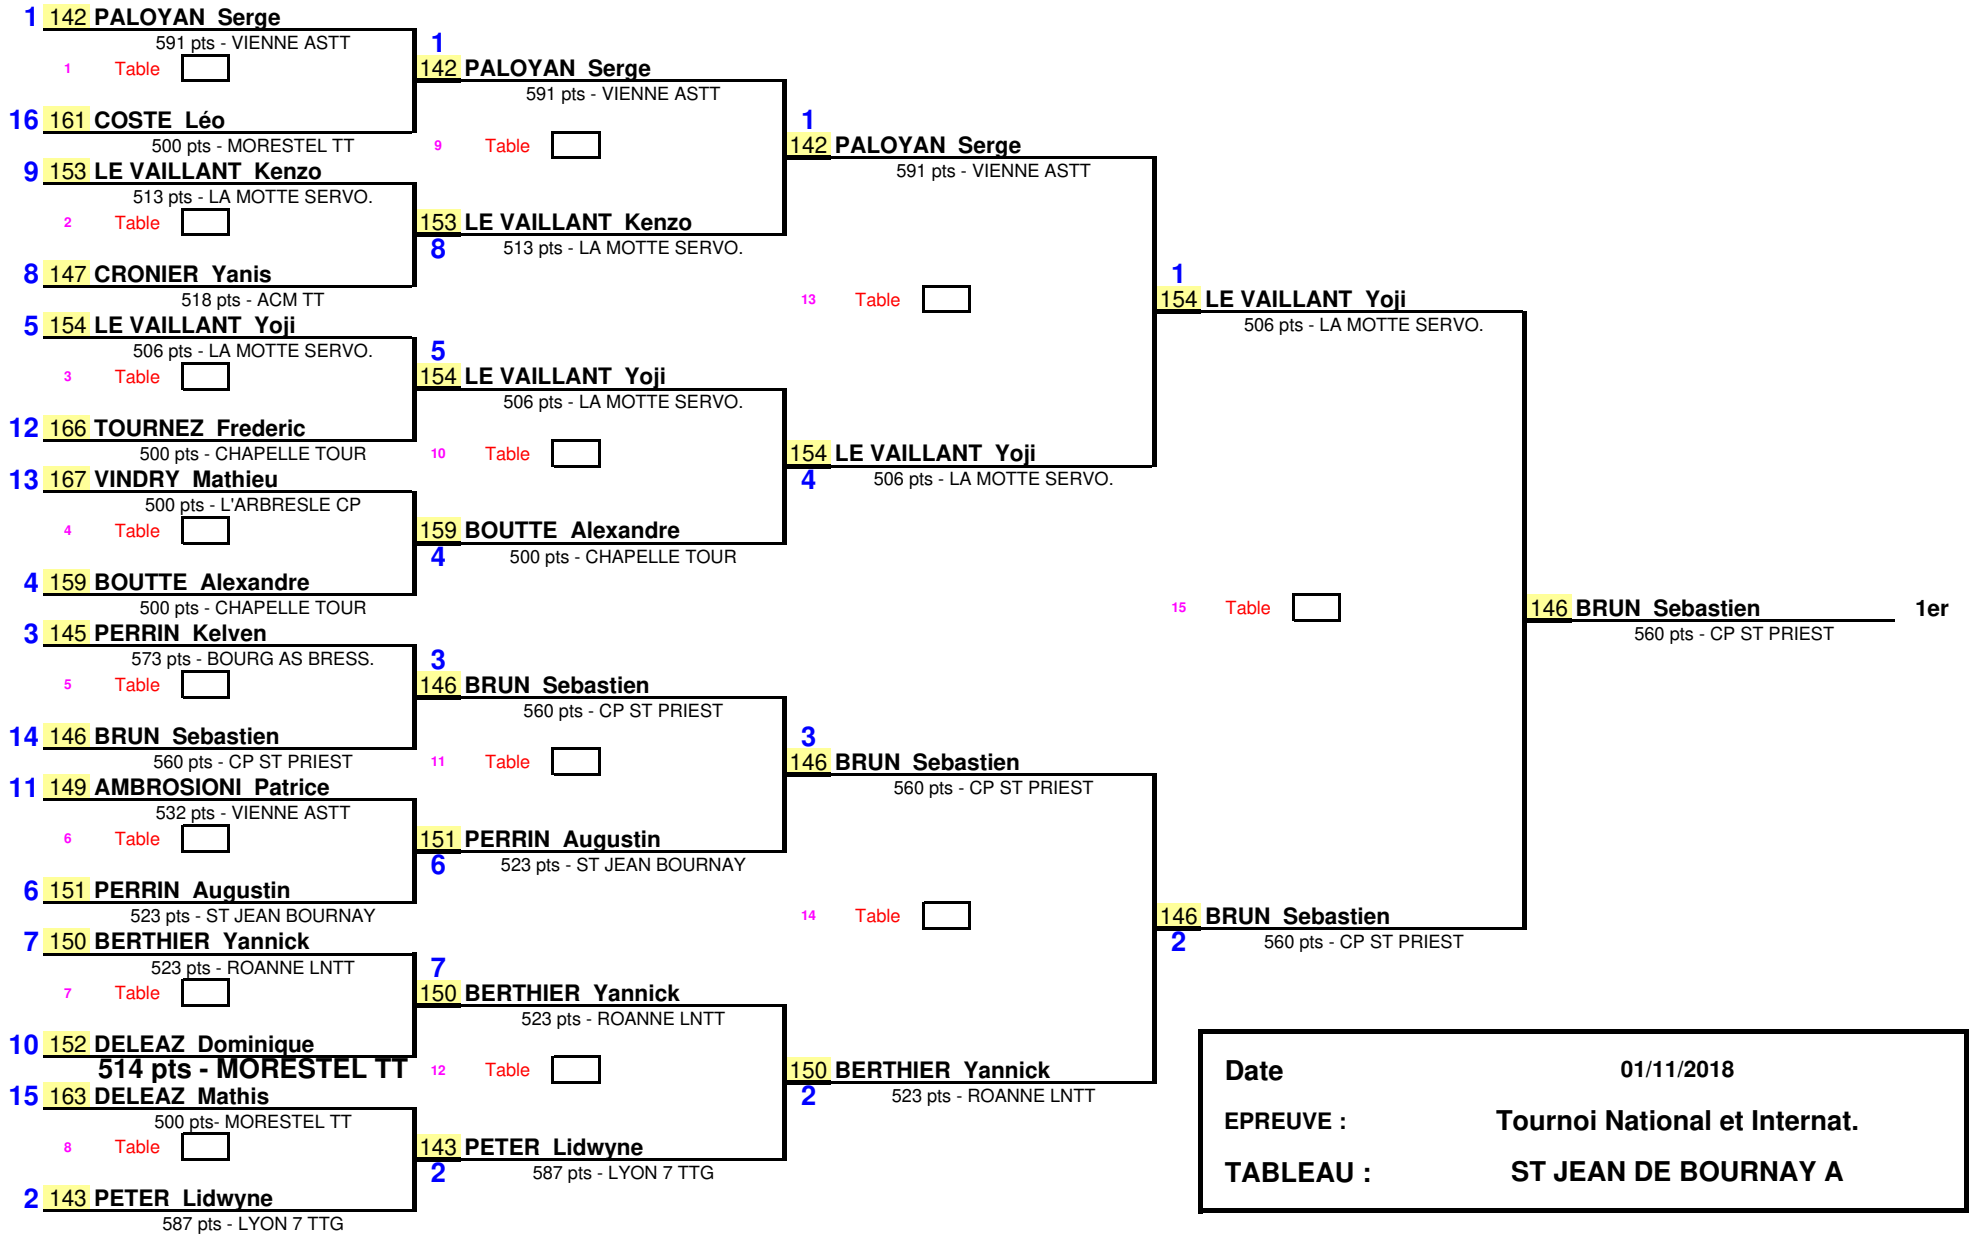 1 142 PALOYAN Serge
591 pts - VIENNE ASTT
1 Table
16 161 COSTE Léo
500 pts - MORESTEL TT
9 153 LE VAILLANT Kenzo
513 pts - LA MOTTE SERVO.
2 Table
8 147 CRONIER Yanis
518 pts - ACM TT
5 154 LE VAILLANT Yoji
506 pts - LA MOTTE SERVO.
3 Table
12 166 TOURNEZ Frederic
500 pts - CHAPELLE TOUR
13 167 VINDRY Mathieu
500 pts - L'ARBRESLE CP
4 Table
4 159 BOUTTE Alexandre
500 pts - CHAPELLE TOUR
3 145 PERRIN Kelven
573 pts - BOURG AS BRESS.
5 Table
14 146 BRUN Sebastien
560 pts - CP ST PRIEST
11 149 AMBROSIONI Patrice
532 pts - VIENNE ASTT
6 Table
6 151 PERRIN Augustin
523 pts - ST JEAN BOURNAY
7 150 BERTHIER Yannick
523 pts - ROANNE LNTT
7 Table
10 152 DELEAZ Dominique
514 pts - MORESTEL TT
15 163 DELEAZ Mathis
500 pts- MORESTEL TT
8 Table
2 143 PETER Lidwyne
587 pts - LYON 7 TTG
1
142 PALOYAN Serge
591 pts - VIENNE ASTT
9 Table
153 LE VAILLANT Kenzo
8 513 pts - LA MOTTE SERVO.
5
154 LE VAILLANT Yoji
506 pts - LA MOTTE SERVO.
10 Table
159 BOUTTE Alexandre
4 500 pts - CHAPELLE TOUR
3
146 BRUN Sebastien
560 pts - CP ST PRIEST
11 Table
151 PERRIN Augustin
6 523 pts - ST JEAN BOURNAY
7
150 BERTHIER Yannick
523 pts - ROANNE LNTT
12 Table
143 PETER Lidwyne
2 587 pts - LYON 7 TTG
1
142 PALOYAN Serge
591 pts - VIENNE ASTT
13 Table
154 LE VAILLANT Yoji
4 506 pts - LA MOTTE SERVO.
3
146 BRUN Sebastien
560 pts - CP ST PRIEST
14 Table
150 BERTHIER Yannick
2 523 pts - ROANNE LNTT
1
154 LE VAILLANT Yoji
506 pts - LA MOTTE SERVO.
15 Table
146 BRUN Sebastien
2 560 pts - CP ST PRIEST
146 BRUN Sebastien 1er
560 pts - CP ST PRIEST
Date 01/11/2018
EPREUVE : Tournoi National et Internat.
TABLEAU : ST JEAN DE BOURNAY A